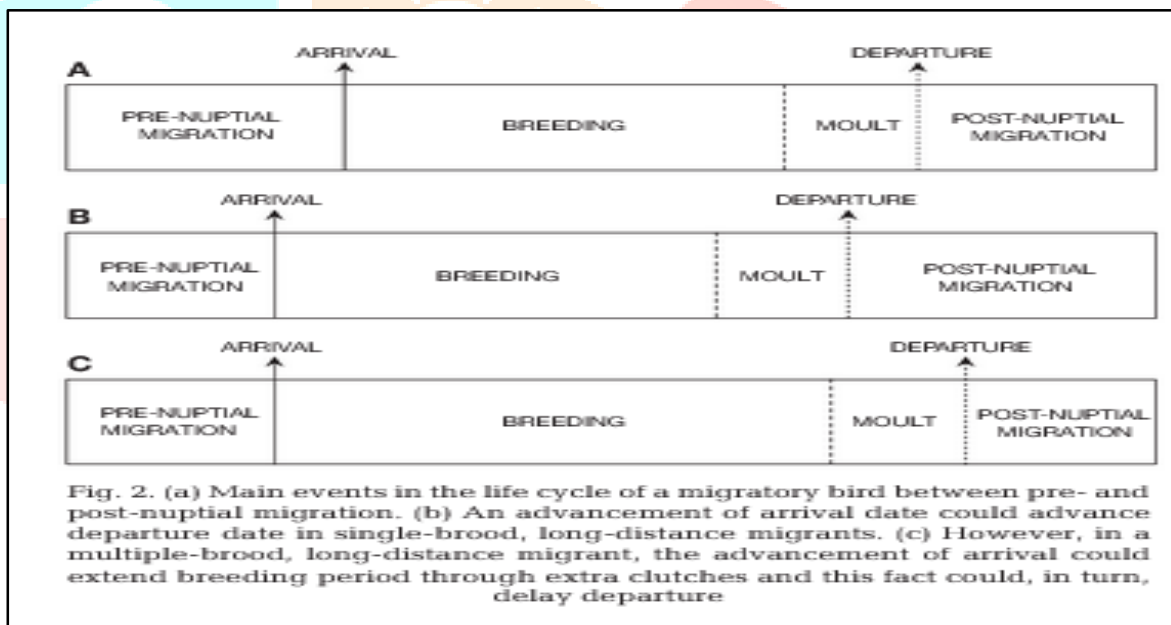 ARRIVAL
DEPARTURE
A
PRE-NUPTIAL
MIGRATION
BREEDING
MOULT
POST-NUPTIAL
MIGRATION
ARRIVAL
DEPARTURE
B
PRE-NUPTIAL
MIGRATION
BREEDING
MOULT
POST-NUPTIAL
MIGRATION
ARRIVAL
DEPARTURE
C
PRE-NUPTIAL
MIGRATION
BREEDING
MOULT
POST-NUPTIAL
MIGRATION
Fig. 2. (a) Main events in the life cycle of a migratory bird between pre- and
post-nuptial migration. (b) An advancement of arrival date could advance
departure date in single-brood, long-distance migrants. (c) However, in a
multiple-brood, long-distance migrant, the advancement of arrival could
extend breeding period through extra clutches and this fact could, in turn,
delay departure